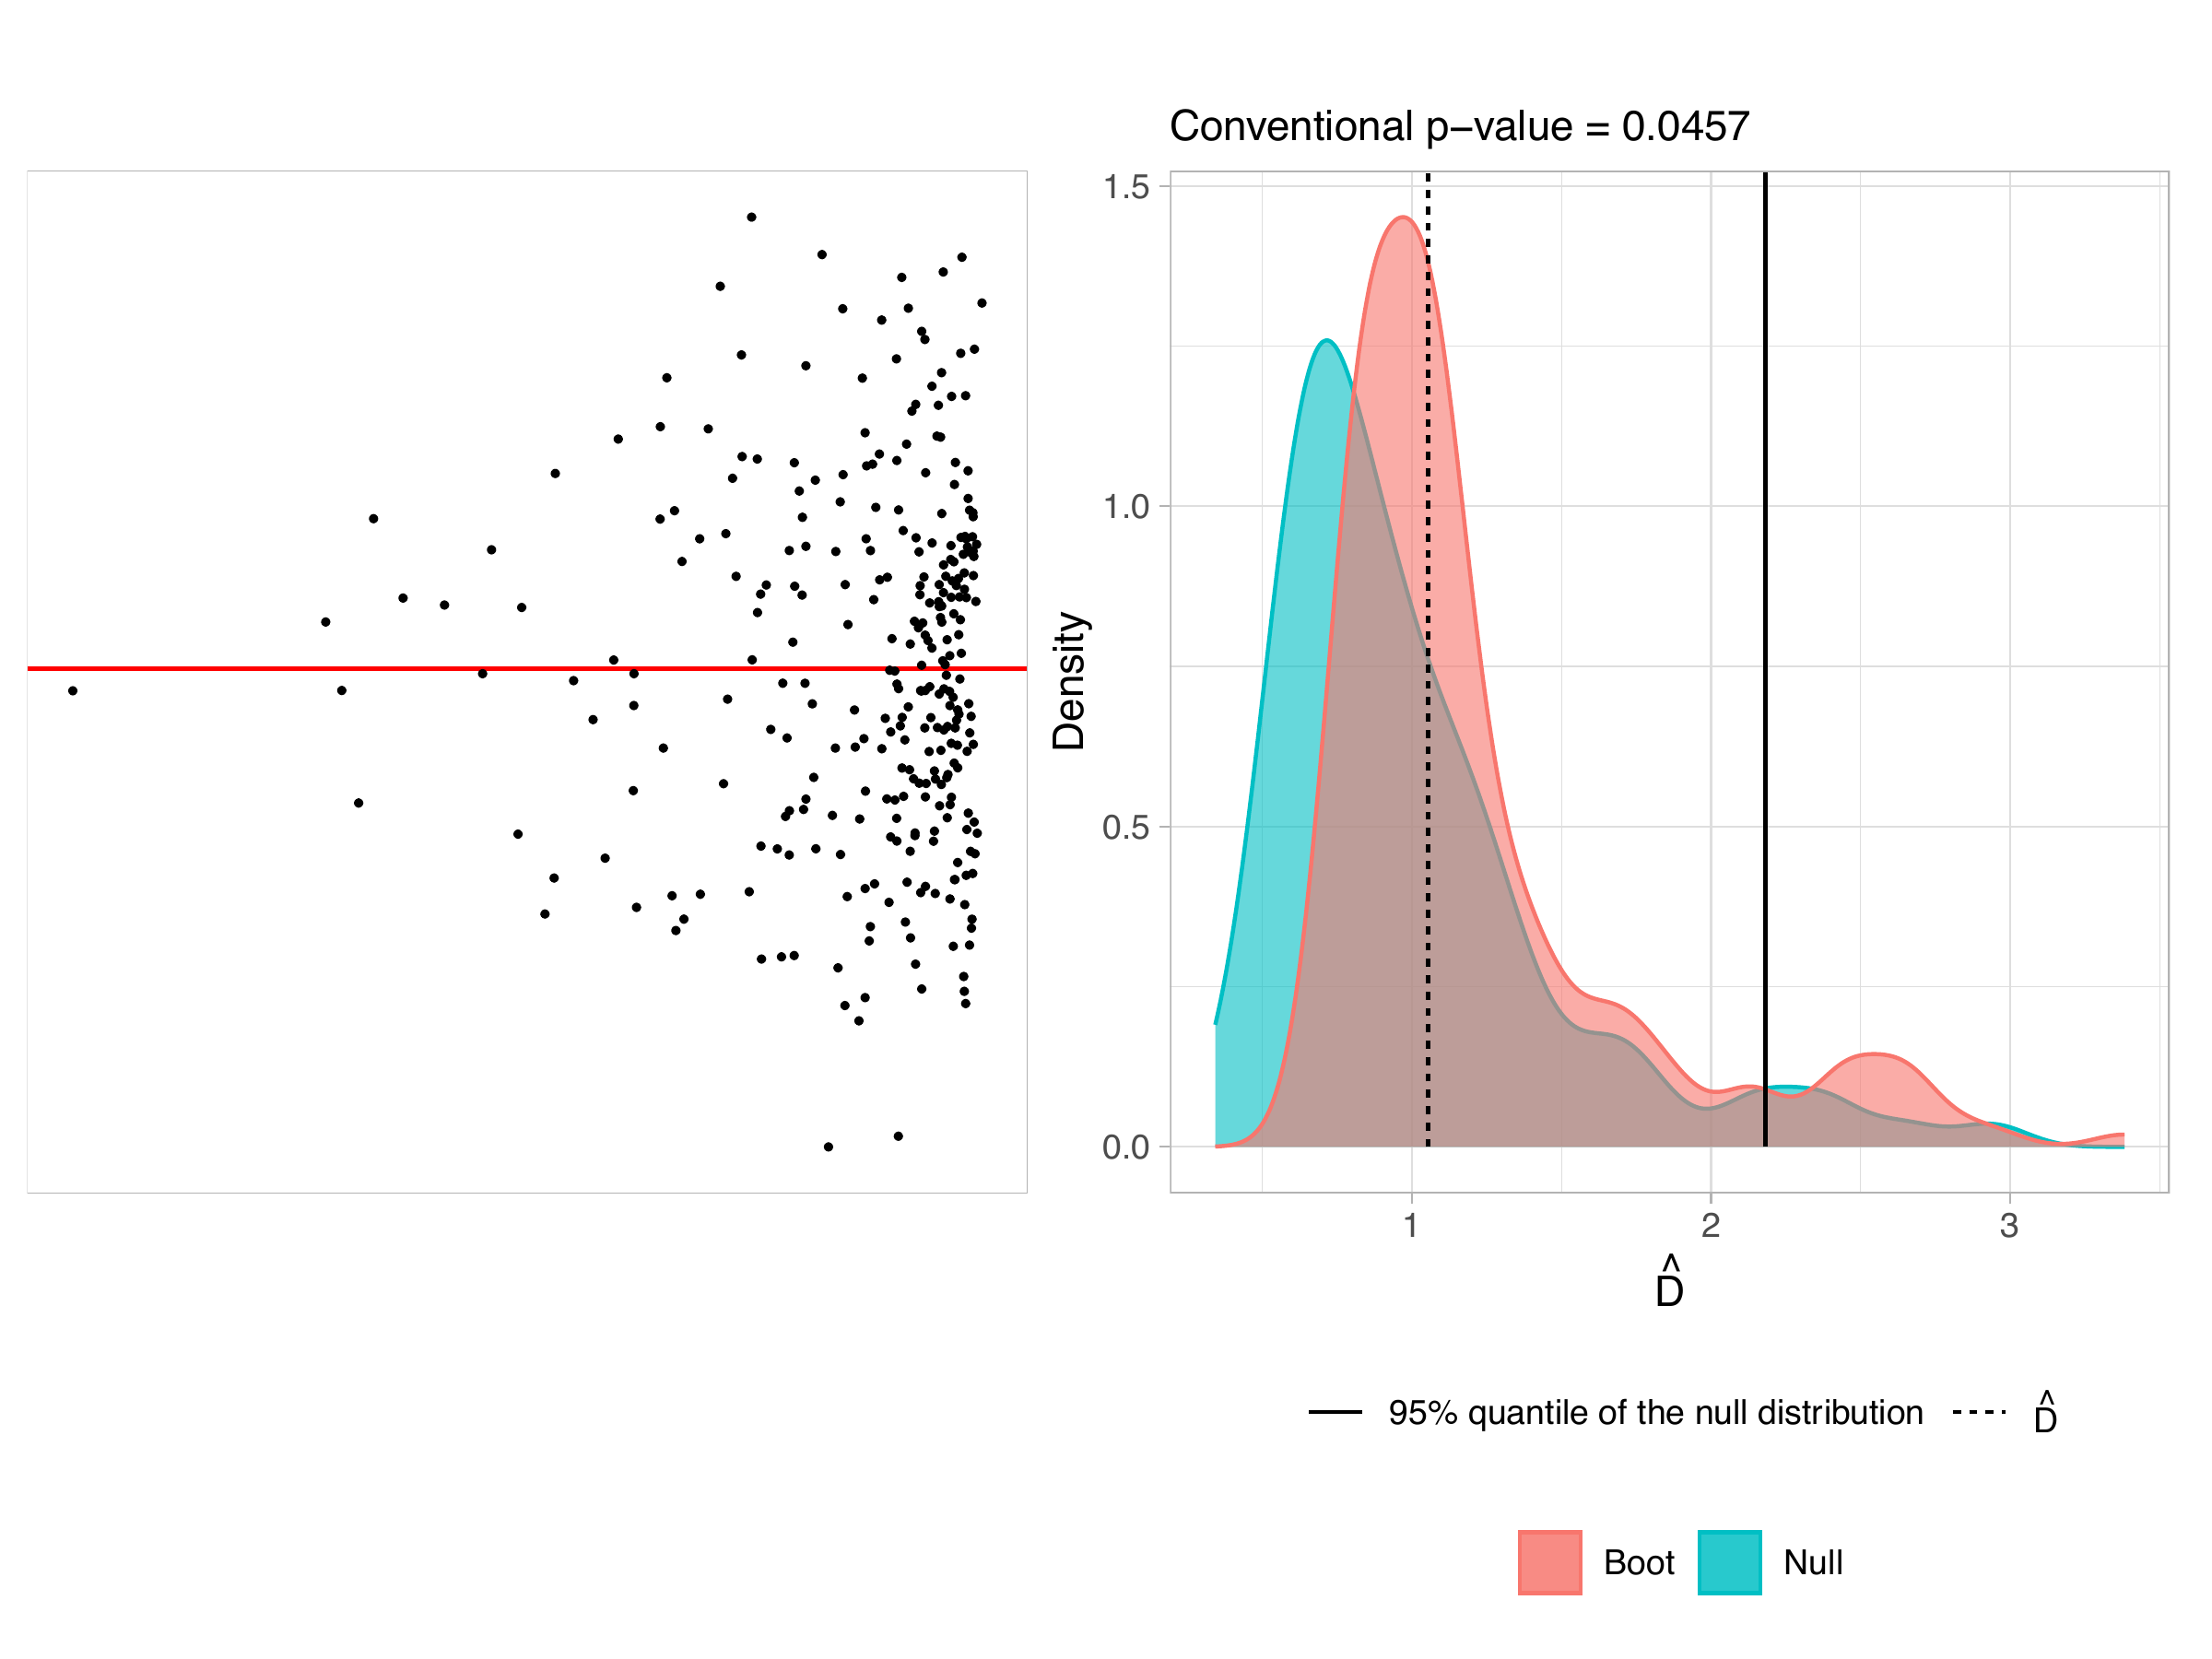 Conventional p−value = 0.0457
1.5
1.0
0.5
0.0
Density
1 2 3
D̂
95% quantile of the null distribution D̂
Boot Null